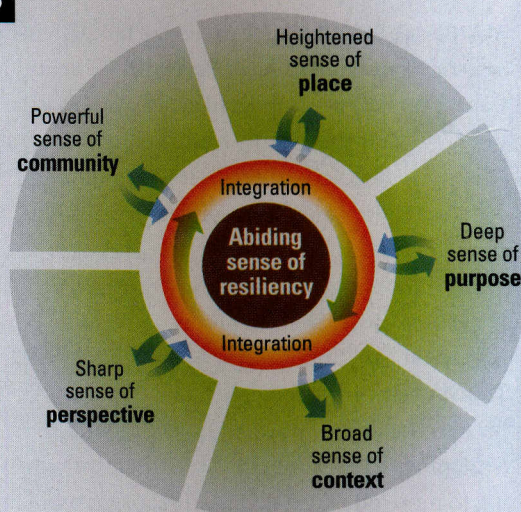 Heightened
sense of
place
Powerful
sense of
community
Integration
Abiding
sense of
resiliency
Deep
sense of
purpose
Integration
Sharp
sense of
perspective
Broad
sense of
context